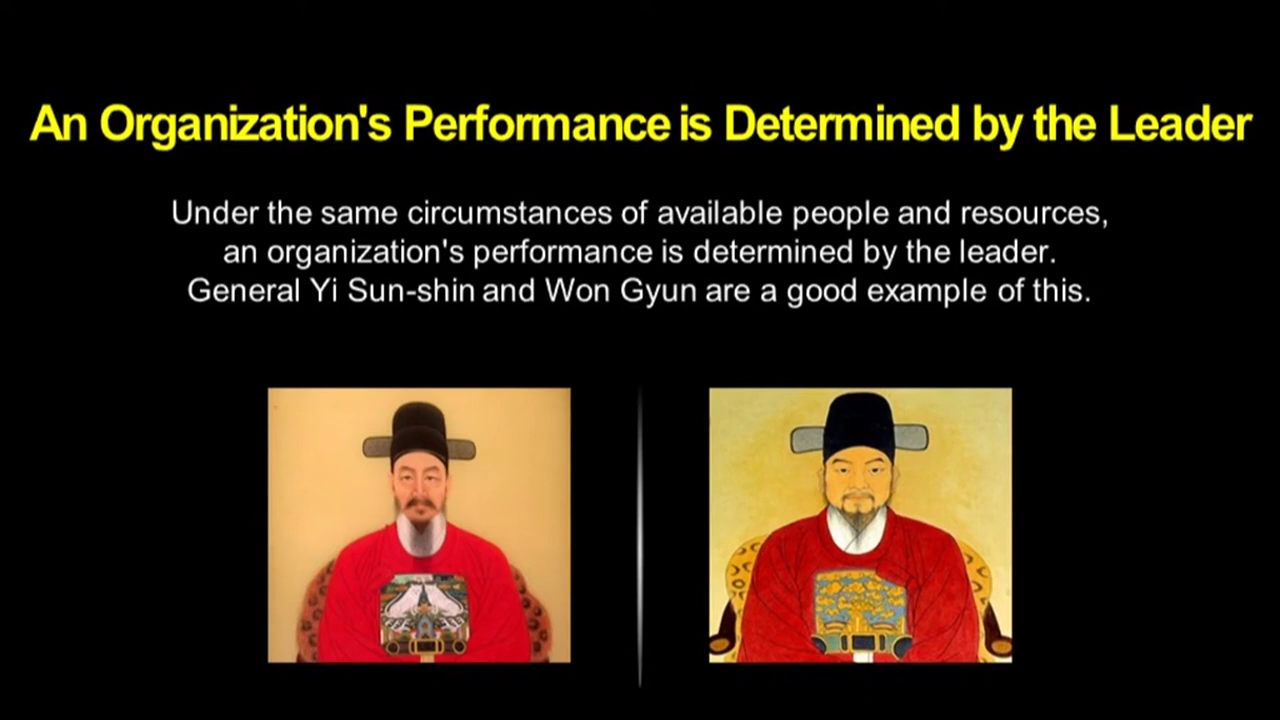 An Organization's Performance is Determined by the Leader
Under the same circumstances of available people and resources,
an organization's performance is determined by the leader.
General Yi Sun-shin and Won Gyun are a good example of this.